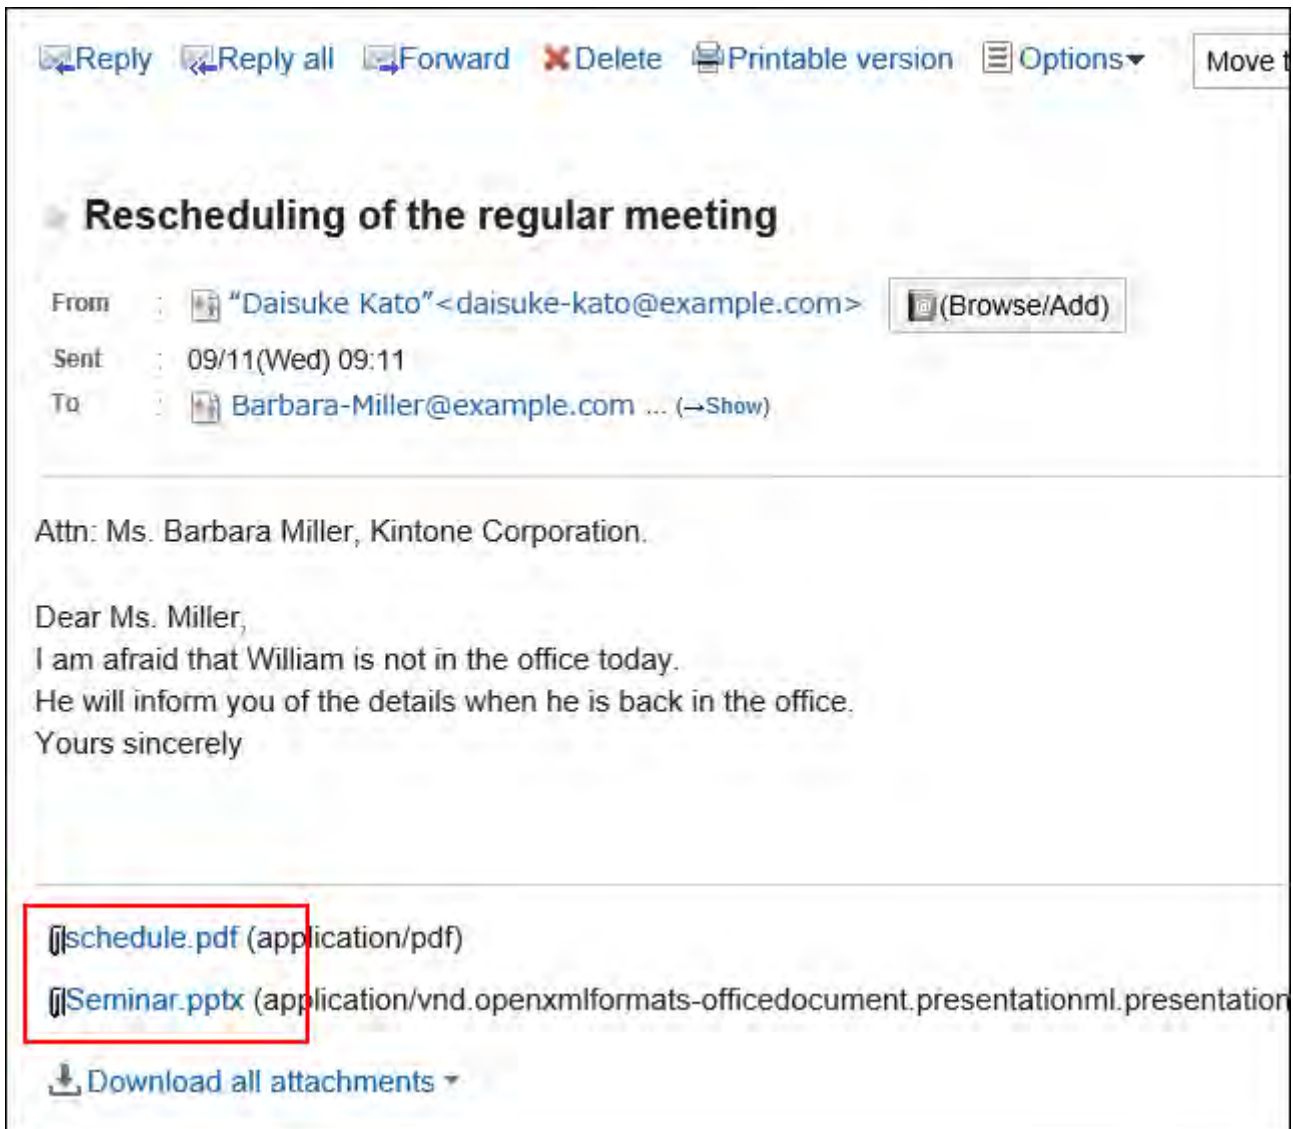 Reply Reply all Forward Delete Printable version Options Move t
Rescheduling of the regular meeting
From : "Daisuke Kato"<daisuke-kato@example.com> (Browse/Add)
Sent : 09/11(Wed) 09:11
To : Barbara-Miller@example.com ... (→Show)
Attn: Ms. Barbara Miller, Kintone Corporation.
Dear Ms. Miller,
I am afraid that William is not in the office today.
He will inform you of the details when he is back in the office.
Yours sincerely
schedule.pdf (application/pdf)
Seminar.pptx (application/vnd.openxmlformats-officedocument.presentationml.presentation
Download all attachments